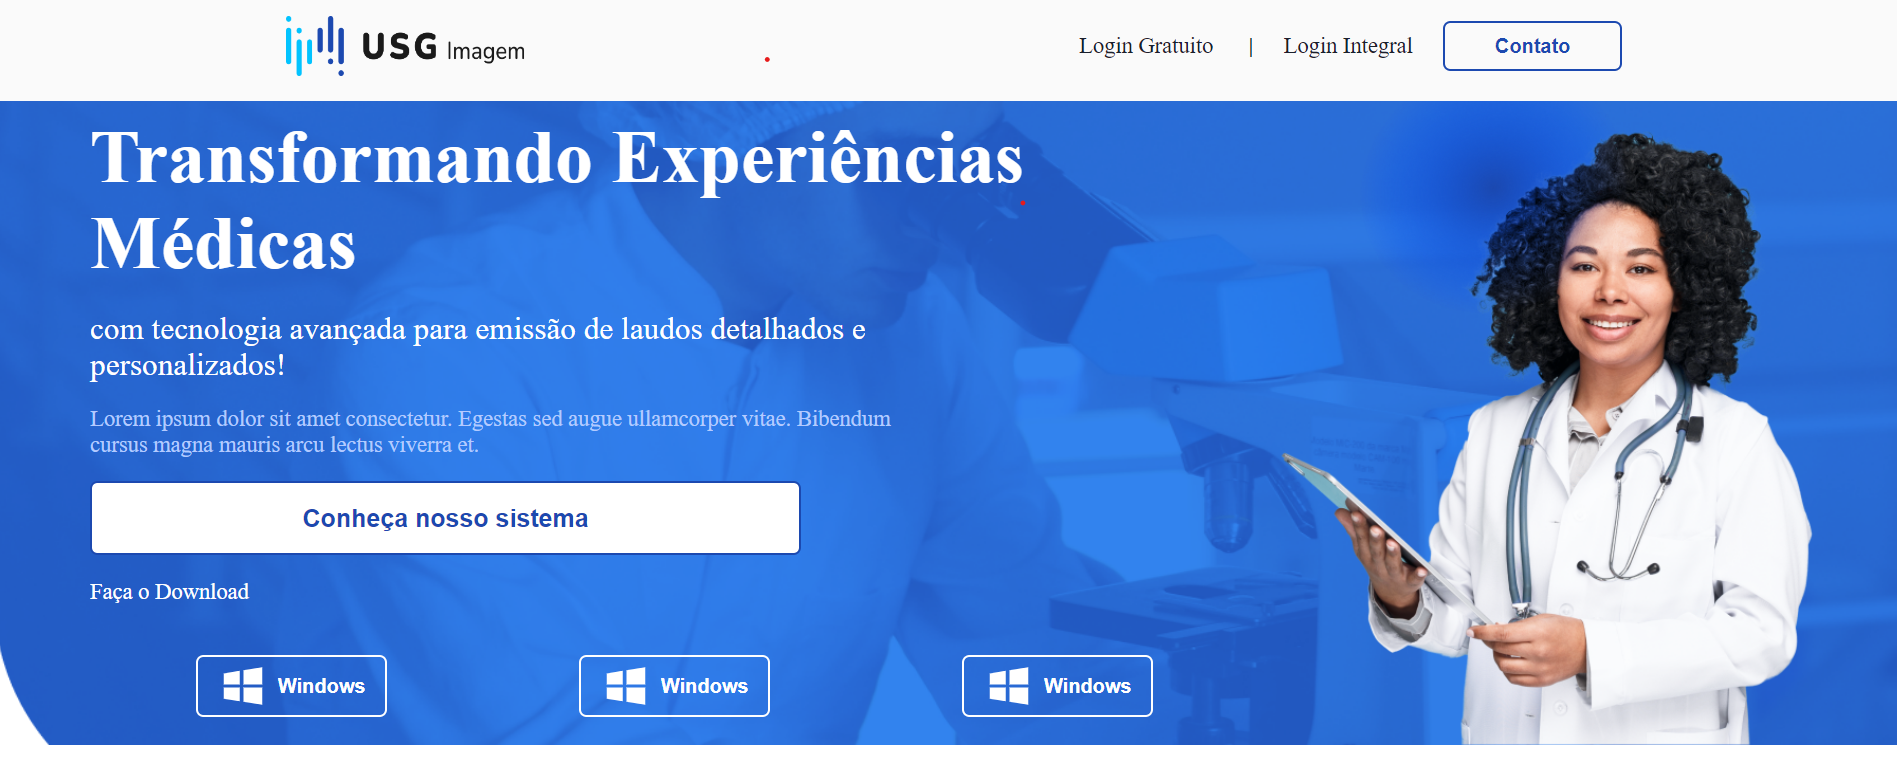 USG Imagem
Login Gratuito | Login Integral Contato
Transformando Experiências
Médicas
com tecnologia avançada para emissão de laudos detalhados e
personalizados!
Lorem ipsum dolor sit amet consectetur. Egestas sed augue ullamcorper vitae. Bibendum
cursus magna mauris arcu lectus viverra et.
Conheça nosso sistema
Faça o Download
Windows Windows Windows